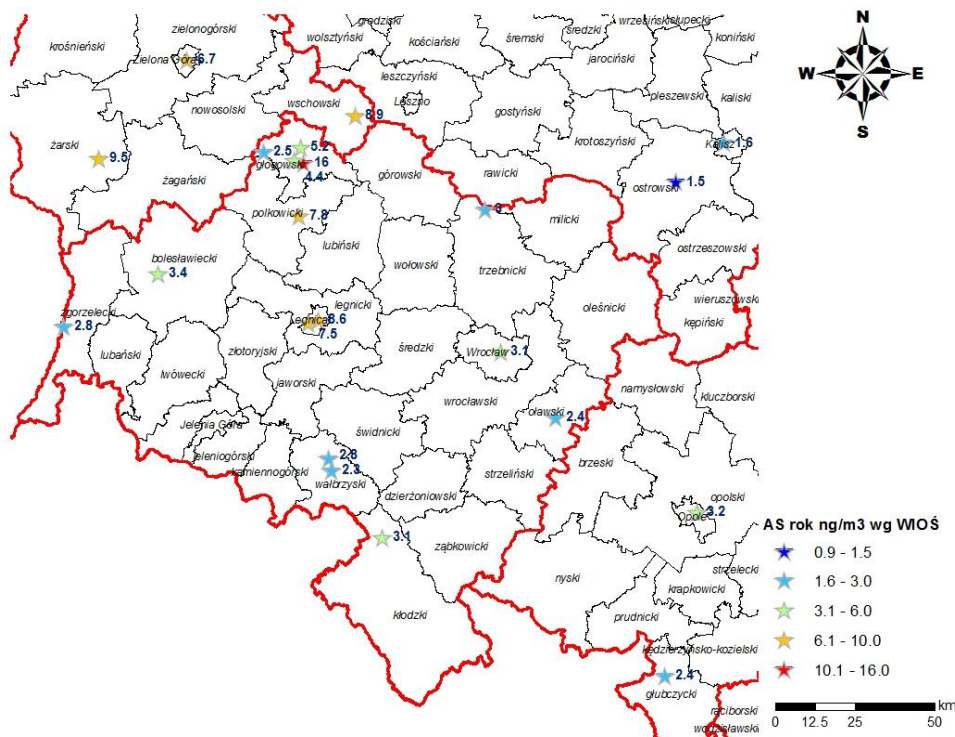 zielonogórski
grodziski
wrzesiński
słupecki
krośnieński
wolsztyński
kościański
śremski
średzki
koniński
Zielona Góra
6.7
jarociński
leszczyński
Leszno
pleszewski
kaliski
nowosolski
wschowski
8.9
gostyński
żarski
9.5
2.5
5.2
krotoszyński
Kalisz
1.6
głogowski
16
4.4
żagański
górowski
rawicki
ostrowski
1.5
polkowicki
7.8
3
milicki
lubiński
ostrzeszowski
bolesławiecki
3.4
wołowski
trzebnicki
oleśnicki
wieruszowski
kępiński
zgorzelecki
2.8
legnicki
Legnica
8.6
7.5
lubański
złotoryjski
średzki
Wrocław
3.1
lwówecki
jaworski
wrocławski
namysłowski
kluczborski
Jelenia Góra
świdnicki
oławski
2.4
jeleniogórski
kamiennogórski
2.8
2.3
wałbrzyski
strzeliński
brzeski
dzierżoniowski
opolski
Opole
3.2
3.1
ząbkowicki
nyski
strzelecki
krapkowicki
kłodzki
prudnicki
kędzierzyńsko-kozielski
2.4
głubczycki
raciborski
wodzisławski
N
W
E
S
AS rok ng/m3 wg WIOŚ
0.9 - 1.5
1.6 - 3.0
3.1 - 6.0
6.1 - 10.0
10.1 - 16.0
km
0 12.5 25 50